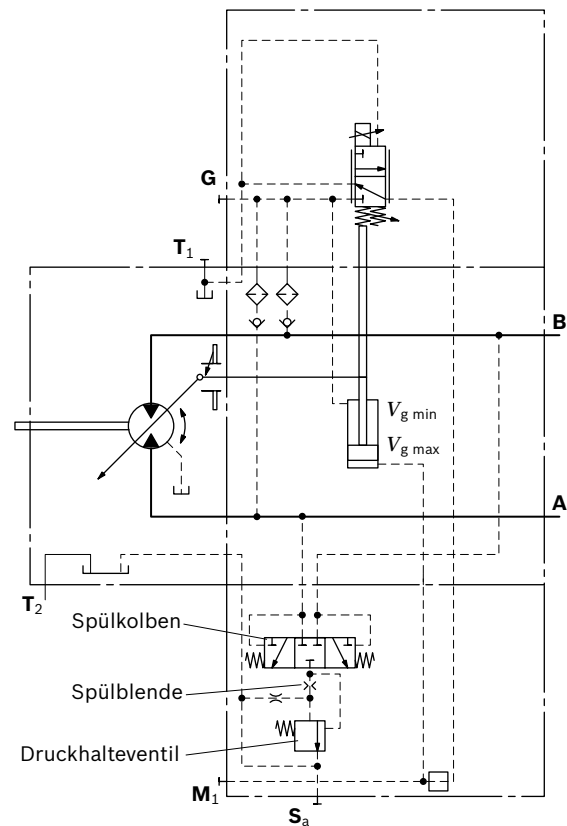 G
T1
B
Vg min
Vg max
A
T2
Spülkolben
Spülblende
Druckhalteventil
M1
Sa